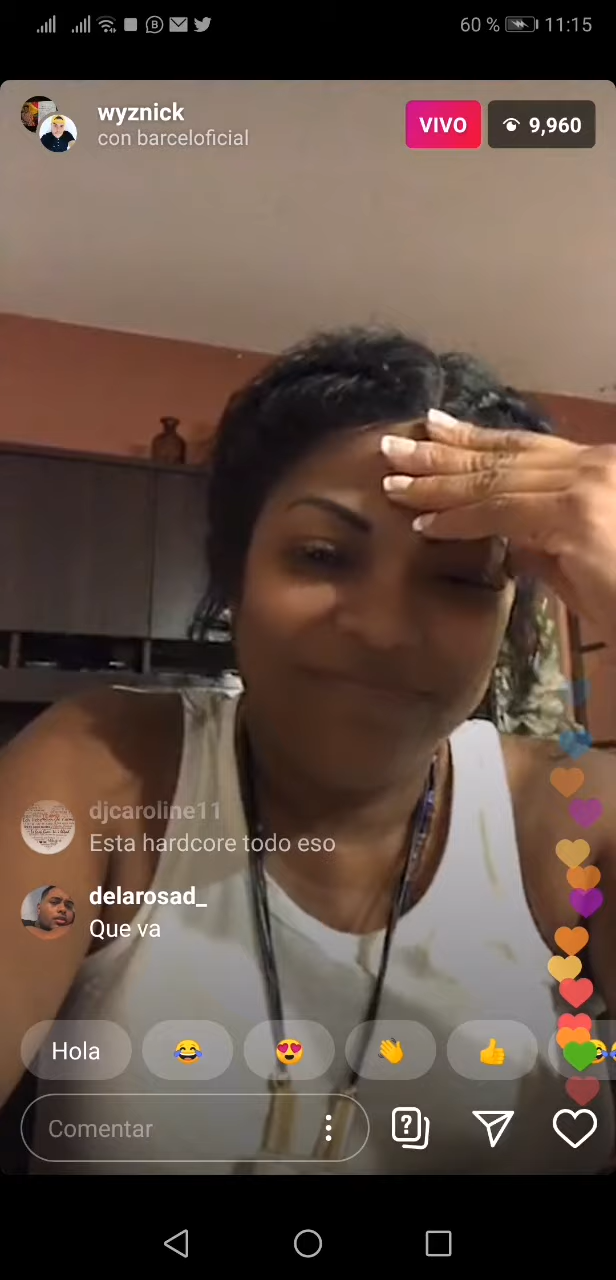 60 % 11:15
wyznick
con barceloficial
VIVO
9,960
djcaroline11
Esta hardcore todo eso
delarosad_
Que va
Hola
Comentar